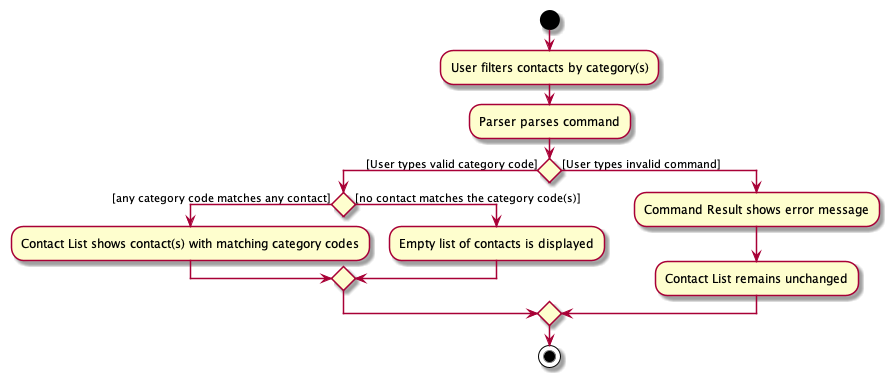 User filters contacts by category(s)
Parser parses command
[User types valid category code]
[User types invalid command]
[any category code matches any contact]
[no contact matches the category code(s)]
Command Result shows error message
Contact List shows contact(s) with matching category codes
Empty list of contacts is displayed
Contact List remains unchanged